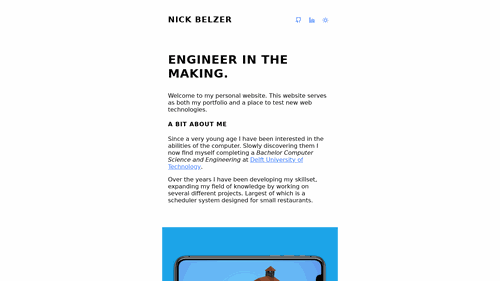 NICK BELZER
ENGINEER IN THE
MAKING.
Welcome to my personal website. This website serves
as both my portfolio and a place to test new web
technologies.
A BIT ABOUT ME
Since a very young age I have been interested in the
abilities of the computer. Slowly discovering them I
now find myself completing a Bachelor Computer
Science and Engineering at Delft University of
Technology.
Over the years I have been developing my skillset,
expanding my field of knowledge by working on
several different projects. Largest of which is a
scheduler system designed for small restaurants.